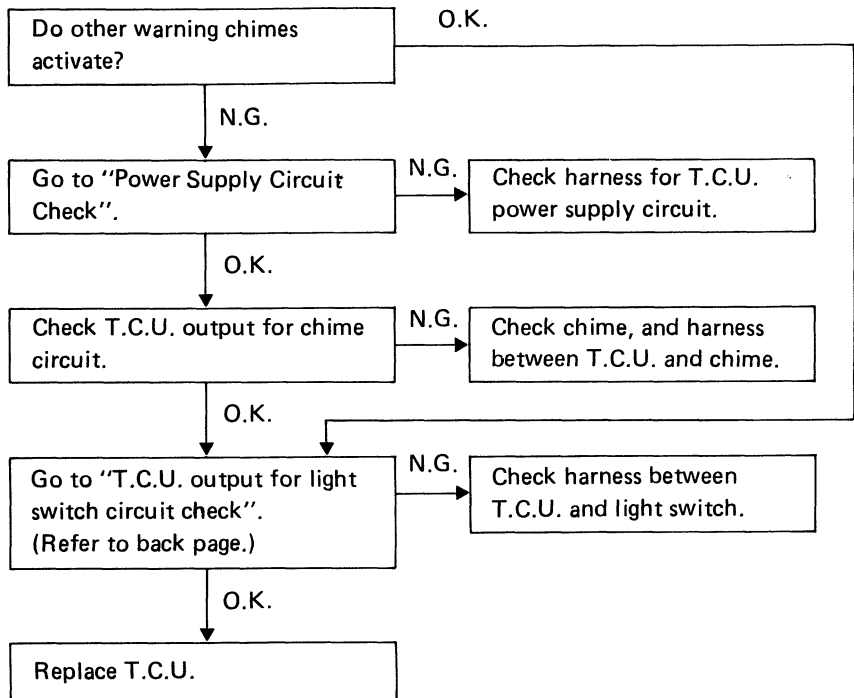 Do other warning chimes
activate?
O.K.
N.G.
Go to "Power Supply Circuit
Check".
N.G.
Check harness for T.C.U.
power supply circuit.
O.K.
Check T.C.U. output for chime
circuit.
N.G.
Check chime, and harness
between T.C.U. and chime.
O.K.
Go to "T.C.U. output for light
switch circuit check".
(Refer to back page.)
N.G.
Check harness between
T.C.U. and light switch.
O.K.
Replace T.C.U.